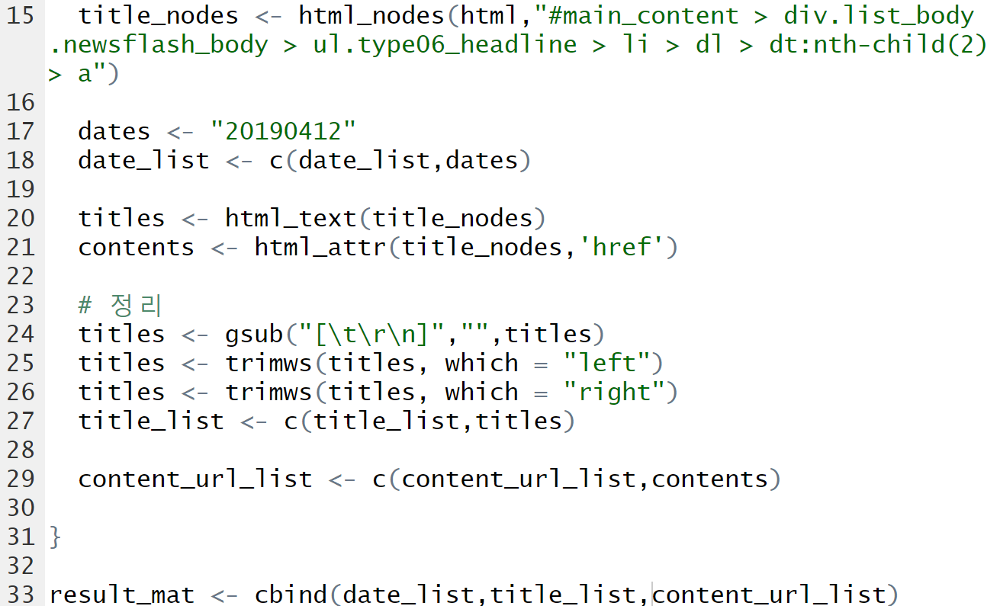 15 title_nodes <- html_nodes(html,"#main_content > div.list_body
.newsflash_body > ul.type06_headline > li > dl > dt:nth-child(2)
> a")
16
17 dates <- "20190412"
18 date_list <- c(date_list,dates)
19
20 titles <- html_text(title_nodes)
21 contents <- html_attr(title_nodes,'href')
22
23 # 정리
24 titles <- gsub("[\t\r\n]","",titles)
25 titles <- trimws(titles, which = "left")
26 titles <- trimws(titles, which = "right")
27 title_list <- c(title_list,titles)
28
29 content_url_list <- c(content_url_list,contents)
30
31 }
32
33 result_mat <- cbind(date_list,title_list,content_url_list)